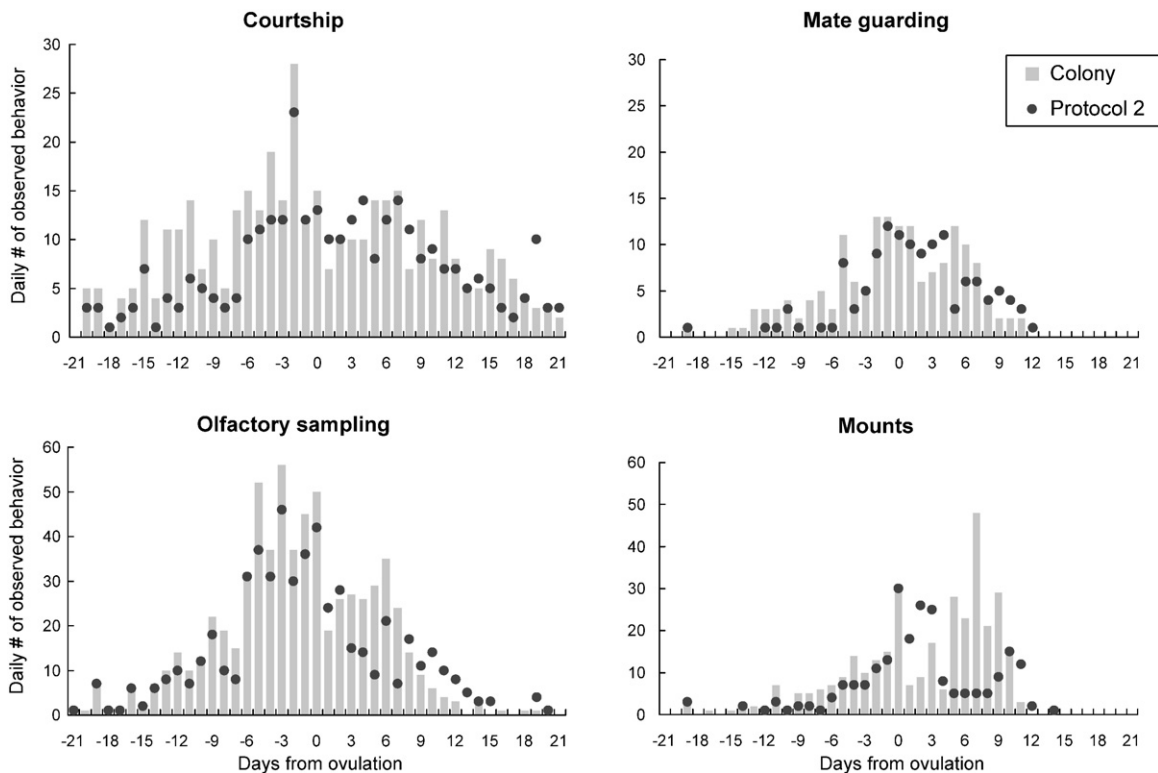 Courtship
30
25
20
15
10
5
0
Daily # of observed behavior
-21 -18 -15 -12 -9 -6 -3 0 3 6 9 12 15 18 21
Mate guarding
30
25
20
15
10
5
0
-21 -18 -15 -12 -9 -6 -3 0 3 6 9 12 15 18 21
Colony
Protocol 2
Olfactory sampling
60
50
40
30
20
10
0
Daily # of observed behavior
-21 -18 -15 -12 -9 -6 -3 0 3 6 9 12 15 18 21
Days from ovulation
Mounts
60
50
40
30
20
10
0
-21 -18 -15 -12 -9 -6 -3 0 3 6 9 12 15 18 21
Days from ovulation